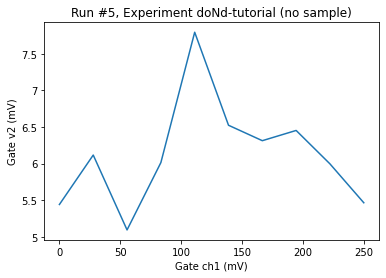 Run #5, Experiment doNd-tutorial (no sample)
Gate v2 (mV)
7.5
7
6.5
6
5.5
5
0 50 100 150 200 250
Gate ch1 (mV)